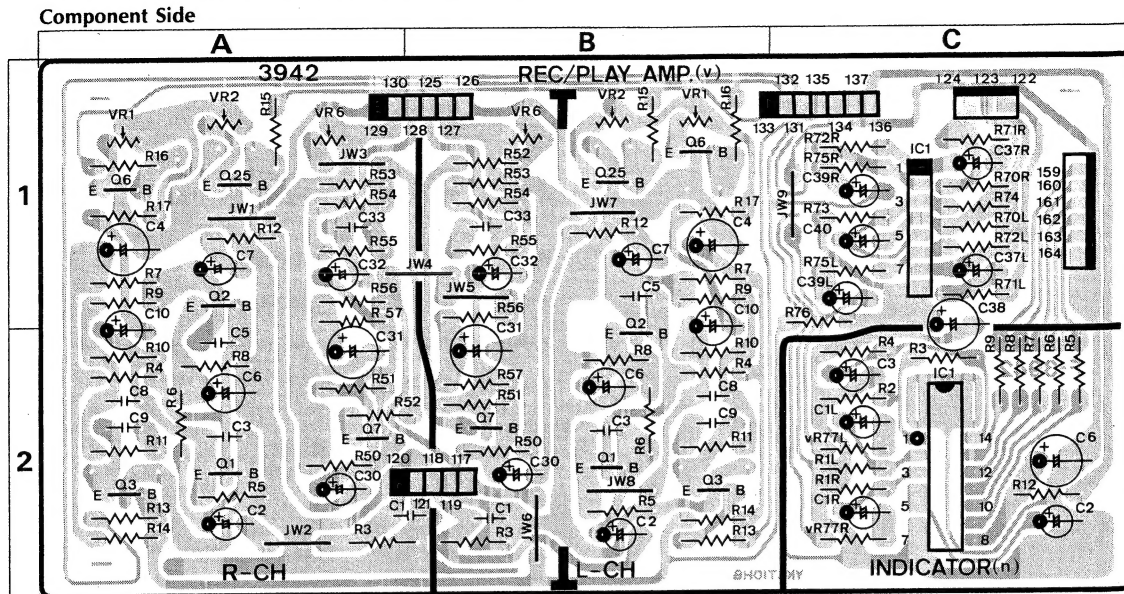 Component Side
A B C
3942 130 125 126 REC/PLAY AMP.(v) 132 135 137 124 123 122
VR1 VR2 R15 VR6 129 128 127 VR6 VR2 R15 VR1 R16 133 131 134 136
R16 JW3 R52 Q6 R72R IC1 R71R
E Q6 B E Q25 B R53 R53 Q25 R75R 1 C37R 159
R54 R54 E B C39R R70R 160
1
R17 JW1 C33 C33 JW7 R17 JW9 3 R74 161
C4 R12 R12 C4 R73 R70L 162
C7 R55 R55 C7 C40 5 R72L 163
R7 C32 JW4 C32 R7 R75L 7 C37L 164
R9 R56 JW5 C5 R9 C39L R71L
C10 E Q2 B R57 R56 E Q2 B C10 R76 C38
R10 C5 C31 C31 R10 R4 R3 R9 R8 R7 R6 R5
R4 R8 R8 R4 C3 IC1
C8 C6 R51 R57 C6 C8 R2
R6 R52 R51 C1L
2
C9 C3 Q7 Q7 C3 R6 C9 vR77L 1 14 C6
R11 E B E B R50 R11 R1L
E Q1 B R50 120 118 117 C30 E Q1 B 3 12
E Q3 B R5 C30 JW8 E Q3 B R1R R12
R13 C2 C1 121 119 C1 R5 R14 C1R 5 10 C2
R14 JW2 R3 R3 JW6 C2 R13 vR77R 7 8
R-CH L-CH INDICATOR(n)